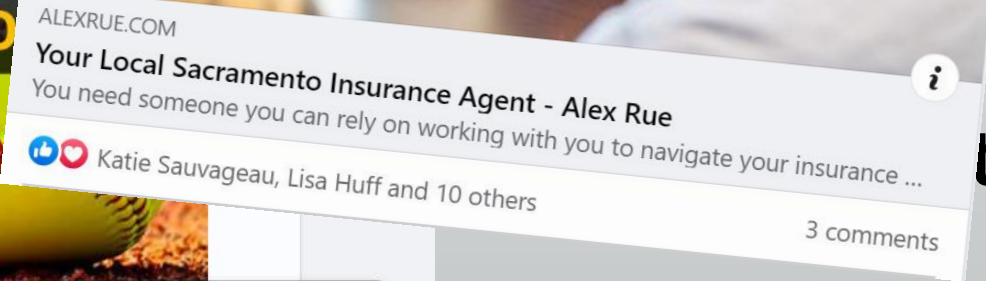 ALEXRUE.COM
Your Local Sacramento Insurance Agent - Alex Rue
You need someone you can rely on working with you to navigate your insurance ...
Katie Sauvageau, Lisa Huff and 10 others
3 comments